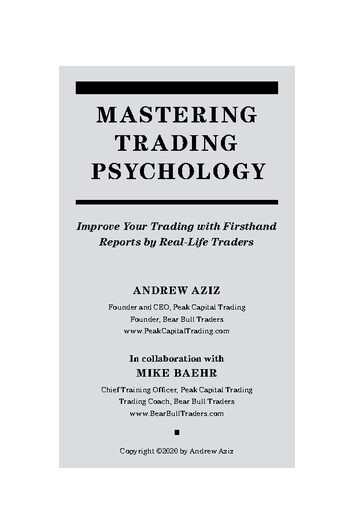 MASTERING
TRADING
PSYCHOLOGY
Improve Your Trading with Firsthand
Reports by Real-Life Traders
ANDREW AZIZ
Founder and CEO, Peak Capital Trading
Founder, Bear Bull Traders
www.PeakCapitalTrading.com
In collaboration with
MIKE BAEHR
Chief Training Officer, Peak Capital Trading
Trading Coach, Bear Bull Traders
www.BearBullTraders.com
Copyright ©2020 by Andrew Aziz